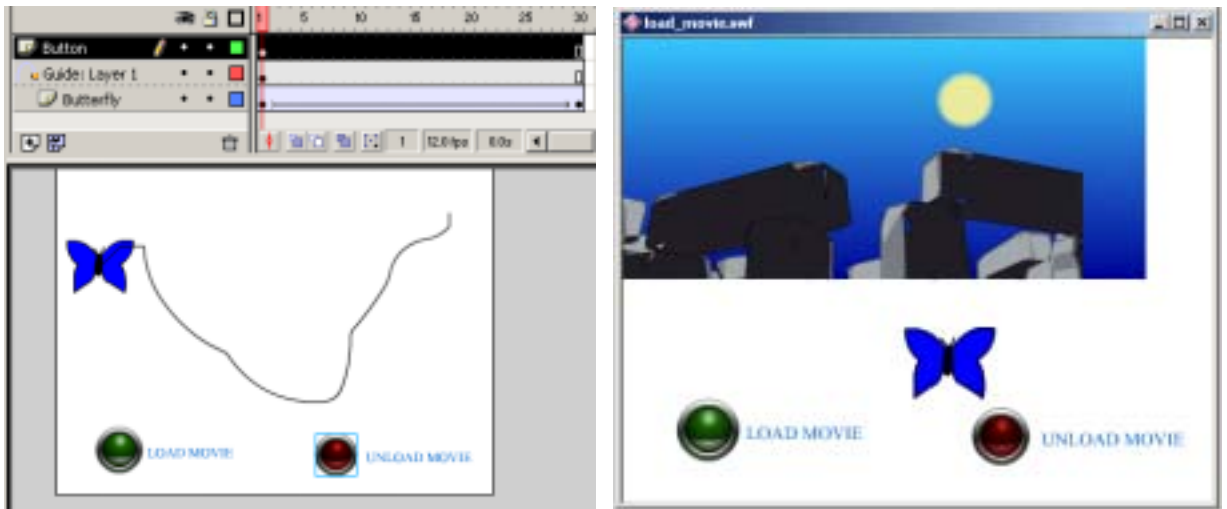 1 5 10 15 20 25 30
Button
Guide: Layer 1
Butterfly
1 12.0 fps 0.0s
LOAD MOVIE
UNLOAD MOVIE
load_movie.swf
LOAD MOVIE
UNLOAD MOVIE